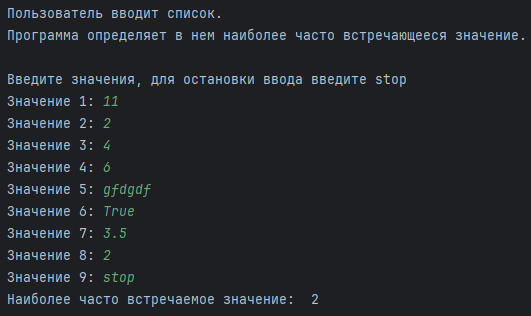 Пользователь вводит список.
Программа определяет в нем наиболее часто встречающееся значение.
Введите значения, для остановки ввода введите stop
Значение 1: 11
Значение 2: 2
Значение 3: 4
Значение 4: 6
Значение 5: gfdgdf
Значение 6: True
Значение 7: 3.5
Значение 8: 2
Значение 9: stop
Наиболее часто встречаемое значение:  2